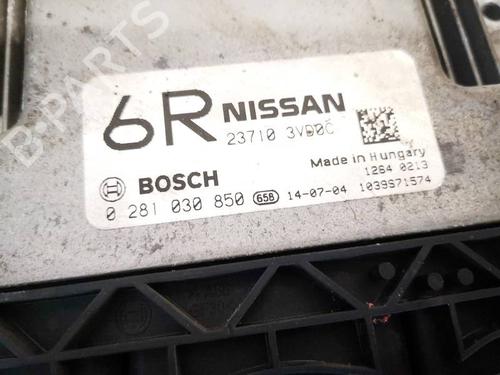 6R NISSAN
23710 3VD0C
Made in Hungary
1264 0213
BOSCH
0 281 030 850 658 14-07-04 1039S71574
B-PARTS